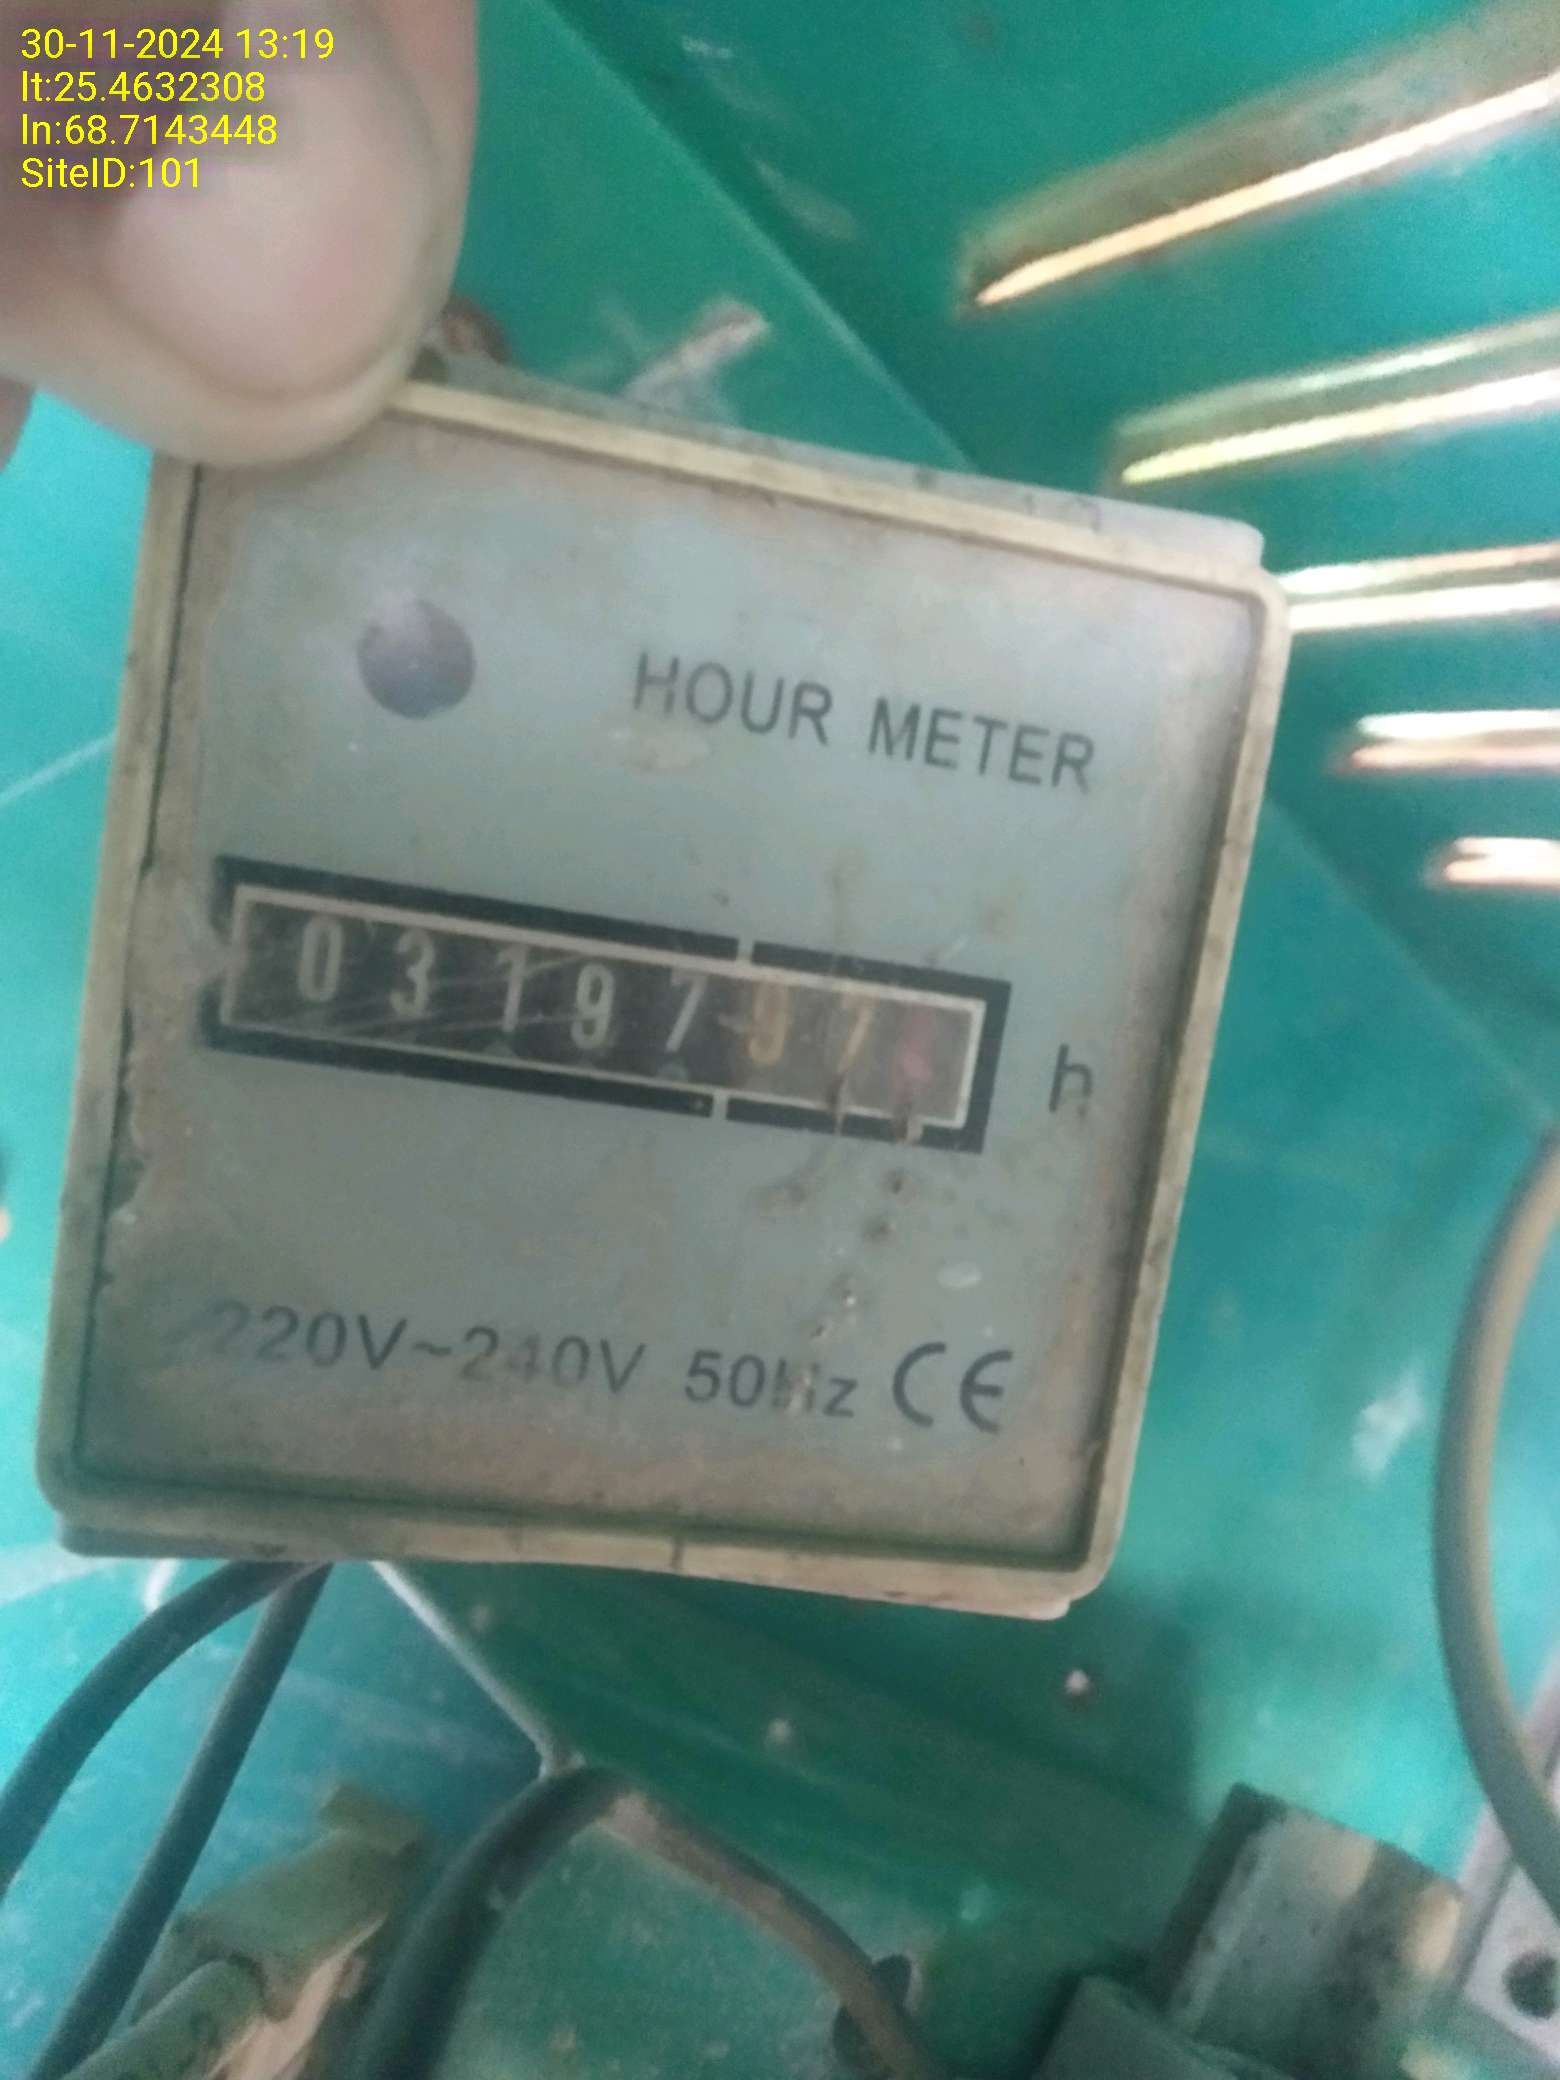 30-11-2024 13:19
lt:25.4632308
ln:68.7143448
SiteID:101
HOUR METER
0319797
h
220V~240V 50Hz CE